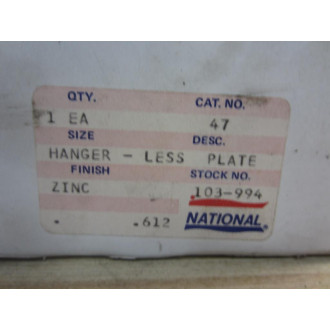 QTY. CAT. NO.
1 EA 47
SIZE DESC.
HANGER - LESS PLATE
FINISH STOCK NO.
ZINC 103-994
. .612 NATIONAL.